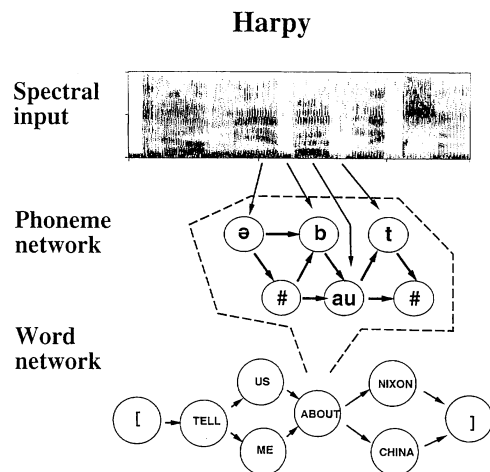 Harpy
Spectral
input
Phoneme
network
ə b t
# au #
Word
network
US NIXON
[ TELL ABOUT ]
ME CHINA